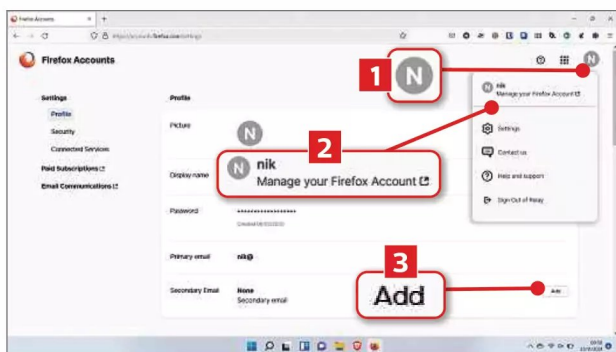 Firefox Accounts
Firefox Accounts
1
N
N
N
nik
Manage your Firefox Account
Settings
Contact us
Help and support
Sign Out of Relay
Settings
Profile
Security
Connected Services
Paid Subscriptions
Email Communications
Profile
Picture
N
2
N
nik
Manage your Firefox Account
Display name
Password
Primary email
nik@
3
Secondary Email
None
Secondary email
Add
Add